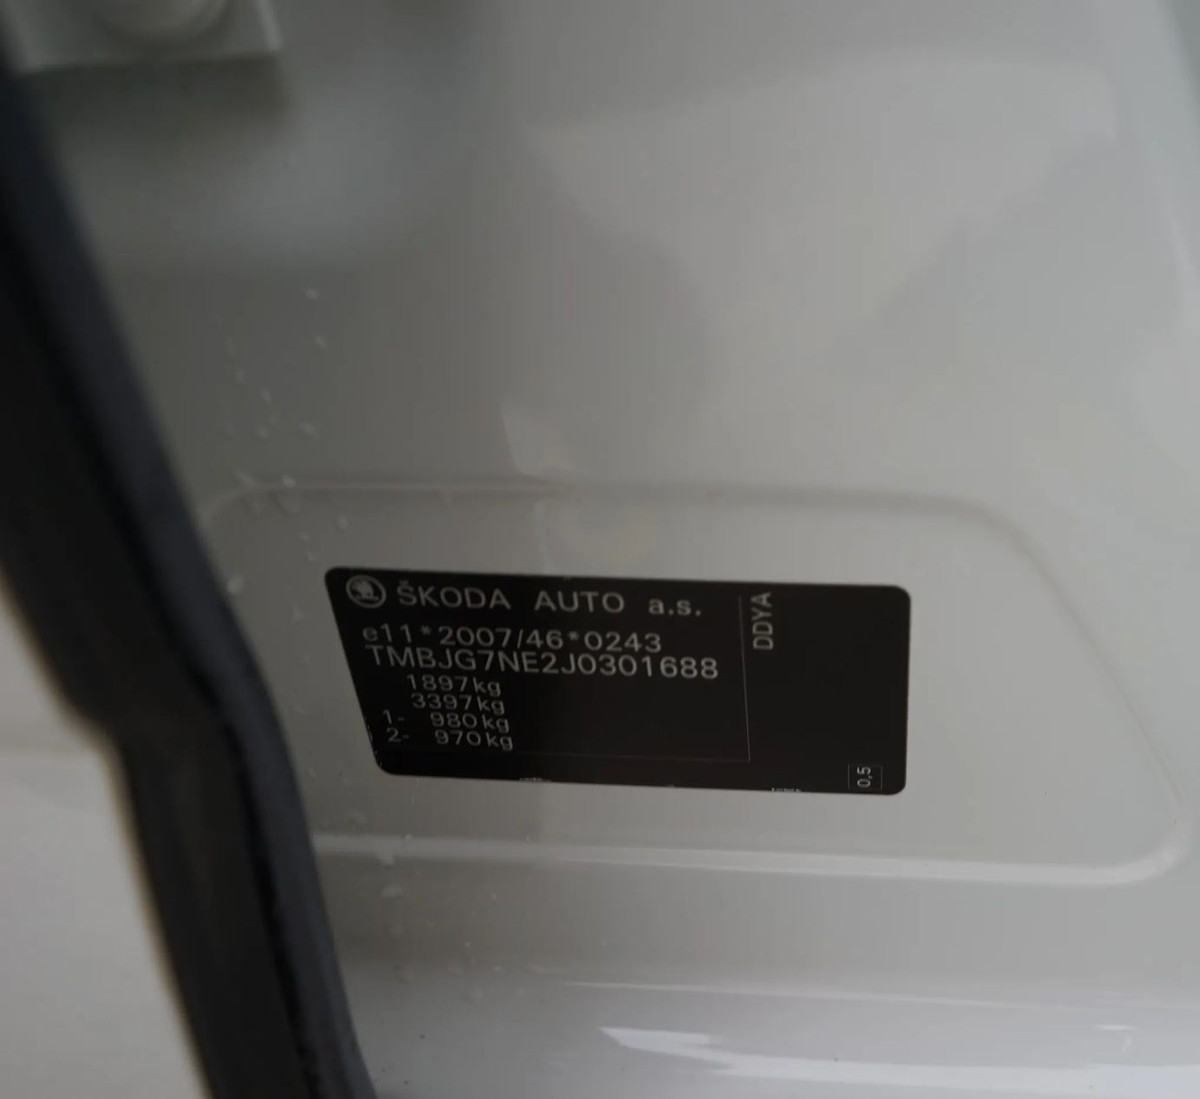 ŠKODA AUTO a.s.
e11*2007/46*0243
TMBJG7NE2J0301688
1897kg
3397kg
1- 980kg
2- 970kg
DDYA
0,5